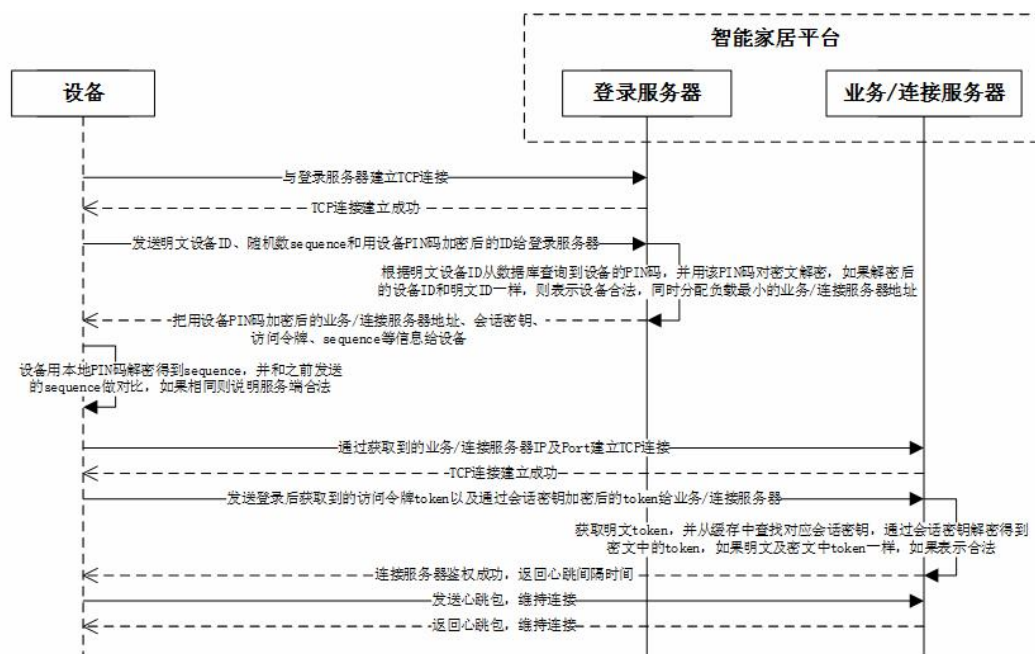 智能家居平台
设备
登录服务器
业务/连接服务器
与登录服务器建立TCP连接
TCP连接建立成功
发送明文设备ID、随机数sequence和用设备PIN码加密后的ID给登录服务器
根据明文设备ID从数据库查询到设备的PIN码，并用该PIN码对密文解密，如果解密后
的设备ID和明文ID一样，则表示设备合法，同时分配负载最小的业务/连接服务器地址
把用设备PIN码加密后的业务/连接服务器地址、会话密钥、
访问令牌、sequence等信息给设备
设备用本地PIN码解密得到sequence，并和之前发送
的sequence做对比，如果相同则说明服务端合法
通过获取到的业务/连接服务器IP及Port建立TCP连接
TCP连接建立成功
发送登录后获取到的访问令牌token以及通过会话密钥加密后的token给业务/连接服务器
获取明文token，并从缓存中查找对应会话密钥，通过会话密钥解密得到
密文中的token，如果明文及密文中token一样，如果表示合法
连接服务器鉴权成功，返回心跳间隔时间
发送心跳包，维持连接
返回心跳包，维持连接